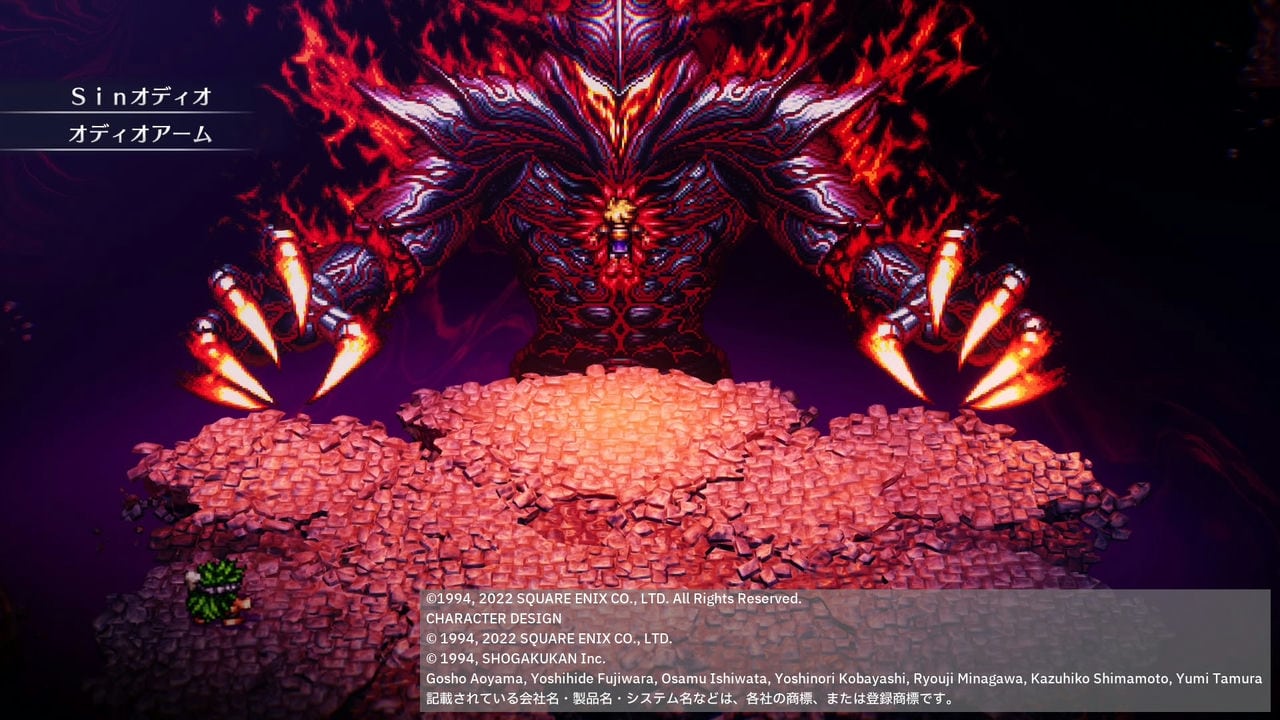 Ｓｉｎオディオ
オディオアーム
©1994, 2022 SQUARE ENIX CO., LTD. All Rights Reserved.
CHARACTER DESIGN
© 1994, 2022 SQUARE ENIX CO., LTD.
© 1994, SHOGAKUKAN Inc.
Gosho Aoyama, Yoshihide Fujiwara, Osamu Ishiwata, Yoshinori Kobayashi, Ryouji Minagawa, Kazuhiko Shimamoto, Yumi Tamura
記載されている会社名・製品名・システム名などは、各社の商標、または登録商標です。